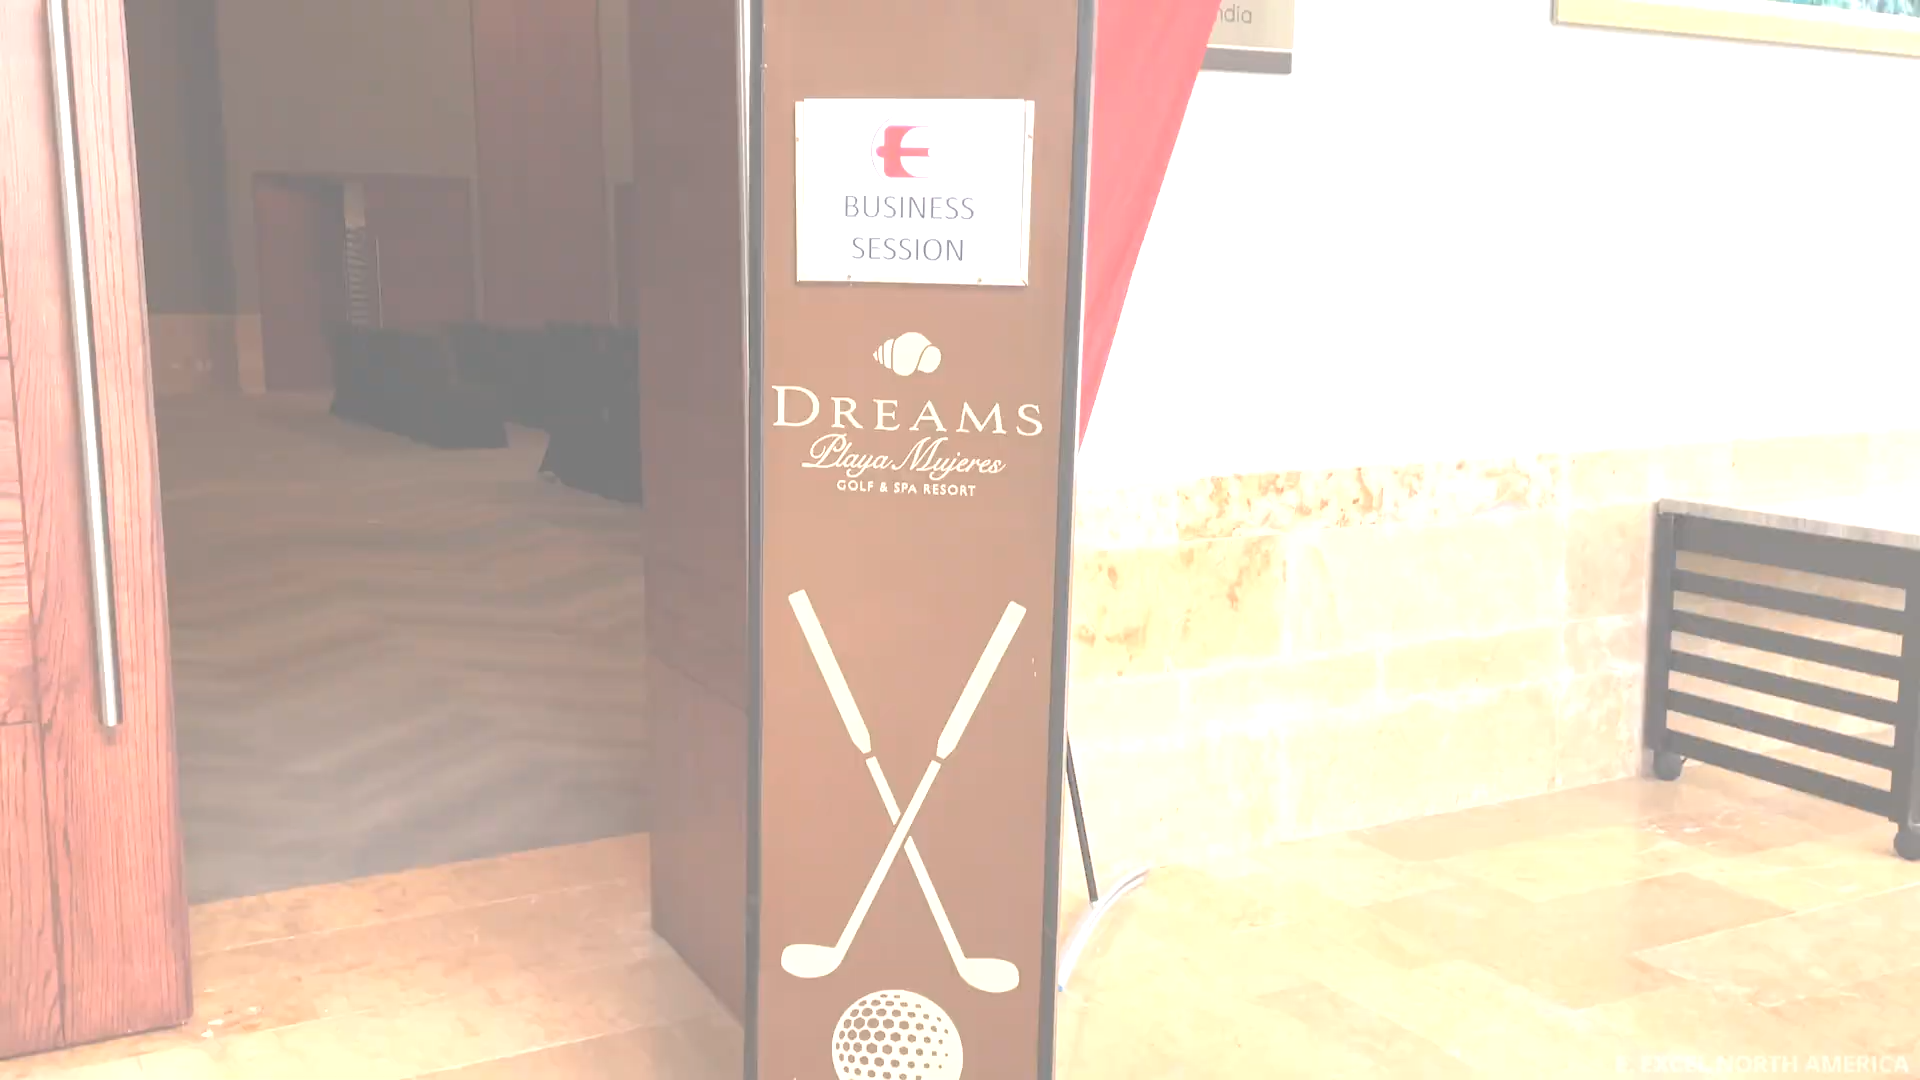 ndia
BUSINESS
SESSION
DREAMS
Playa Mujeres
GOLF & SPA RESORT
E. EXCEL NORTH AMERICA